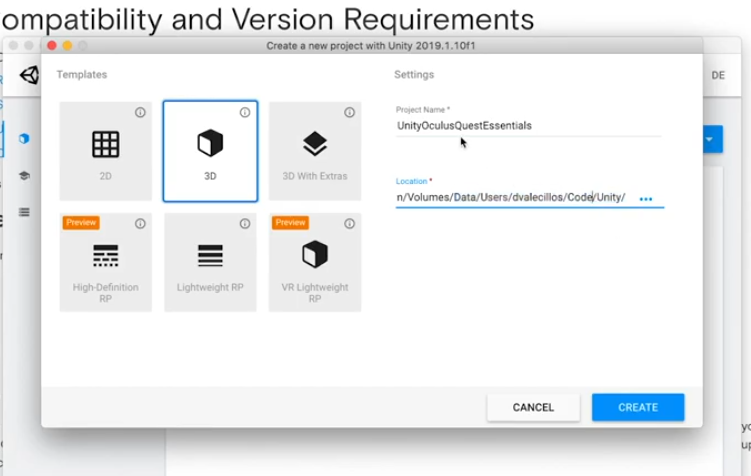 ompatibility and Version Requirements
Create a new project with Unity 2019.1.10f1
Templates
Settings
DE
2D
3D
3D With Extras
Project Name *
UnityOculusQuestEssentials
Location *
n/Volumes/Data/Users/dvalecillos/Code/Unity/
Preview
High-Definition
RP
Lightweight RP
Preview
VR Lightweight
RP
CANCEL
CREATE